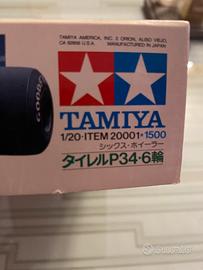 TAMIYA AMERICA, INC. 2 ORION, ALISO VIEJO,
CA 92656 U.S.A. MANUFACTURED IN JAPAN
TAMIYA
1/20・ITEM 20001★1500
シックス・ホイーラー
タイレルP34・6輪